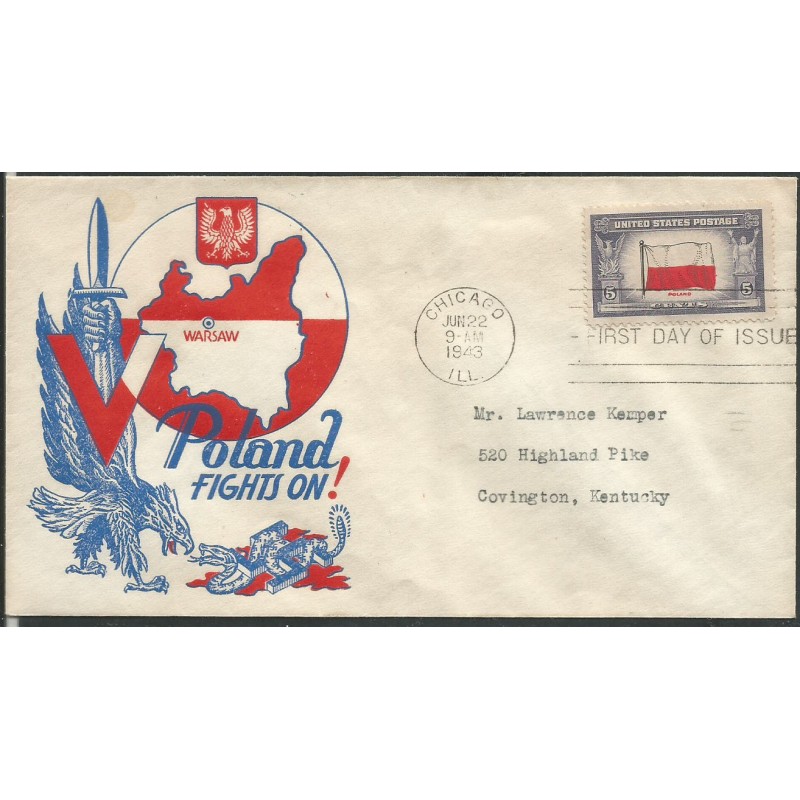 WARSAW
V
Poland
FIGHTS ON!
UNITED STATES POSTAGE
POLAND
5 5
CHICAGO
JUN 22
9-AM
1943
ILL.
FIRST DAY OF ISSUE
Mr. Lawrence Kemper
520 Highland Pike
Covington, Kentucky